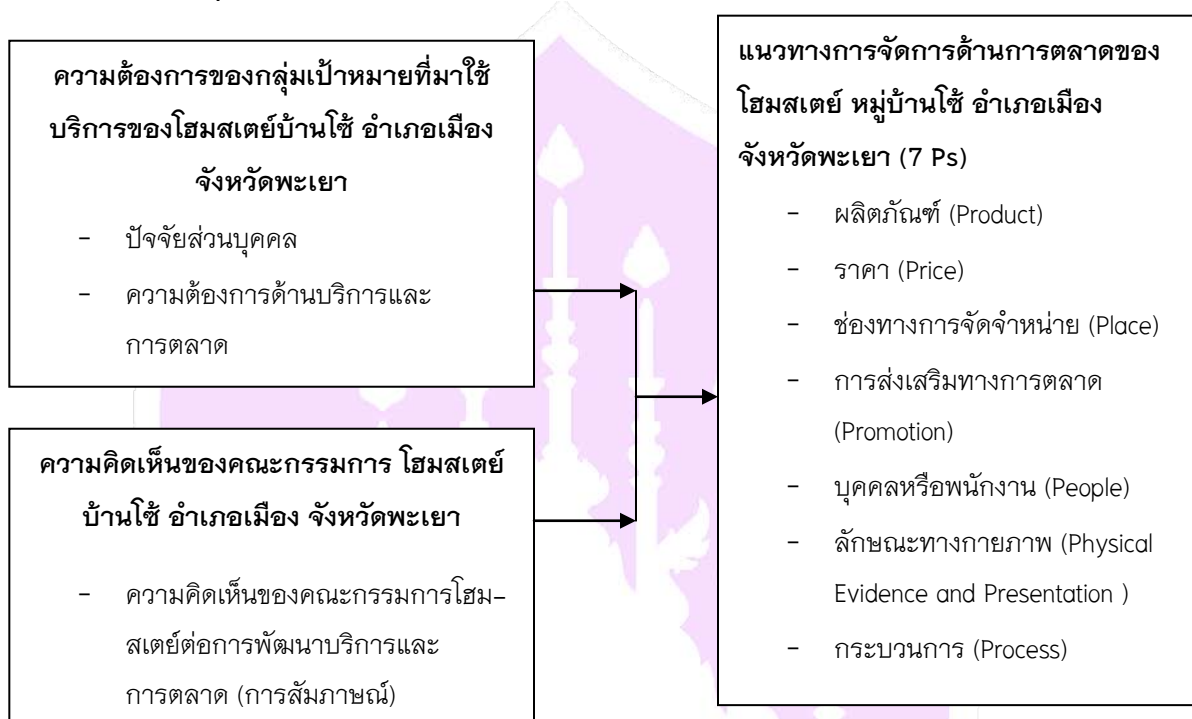 ความต้องการของกลุ่มเป้าหมายที่มาใช้
บริการของโฮมสเตย์บ้านโซ้ อำเภอเมือง
จังหวัดพะเยา
- ปัจจัยส่วนบุคคล
- ความต้องการด้านบริการและ
การตลาด
ความคิดเห็นของคณะกรรมการ โฮมสเตย์
บ้านโซ้ อำเภอเมือง จังหวัดพะเยา
- ความคิดเห็นของคณะกรรมการโฮม-
สเตย์ต่อการพัฒนาบริการและ
การตลาด (การสัมภาษณ์)
แนวทางการจัดการด้านการตลาดของ
โฮมสเตย์ หมู่บ้านโซ้ อำเภอเมือง
จังหวัดพะเยา (7 Ps)
- ผลิตภัณฑ์ (Product)
- ราคา (Price)
- ช่องทางการจัดจำหน่าย (Place)
- การส่งเสริมทางการตลาด
(Promotion)
- บุคคลหรือพนักงาน (People)
- ลักษณะทางกายภาพ (Physical
Evidence and Presentation )
- กระบวนการ (Process)